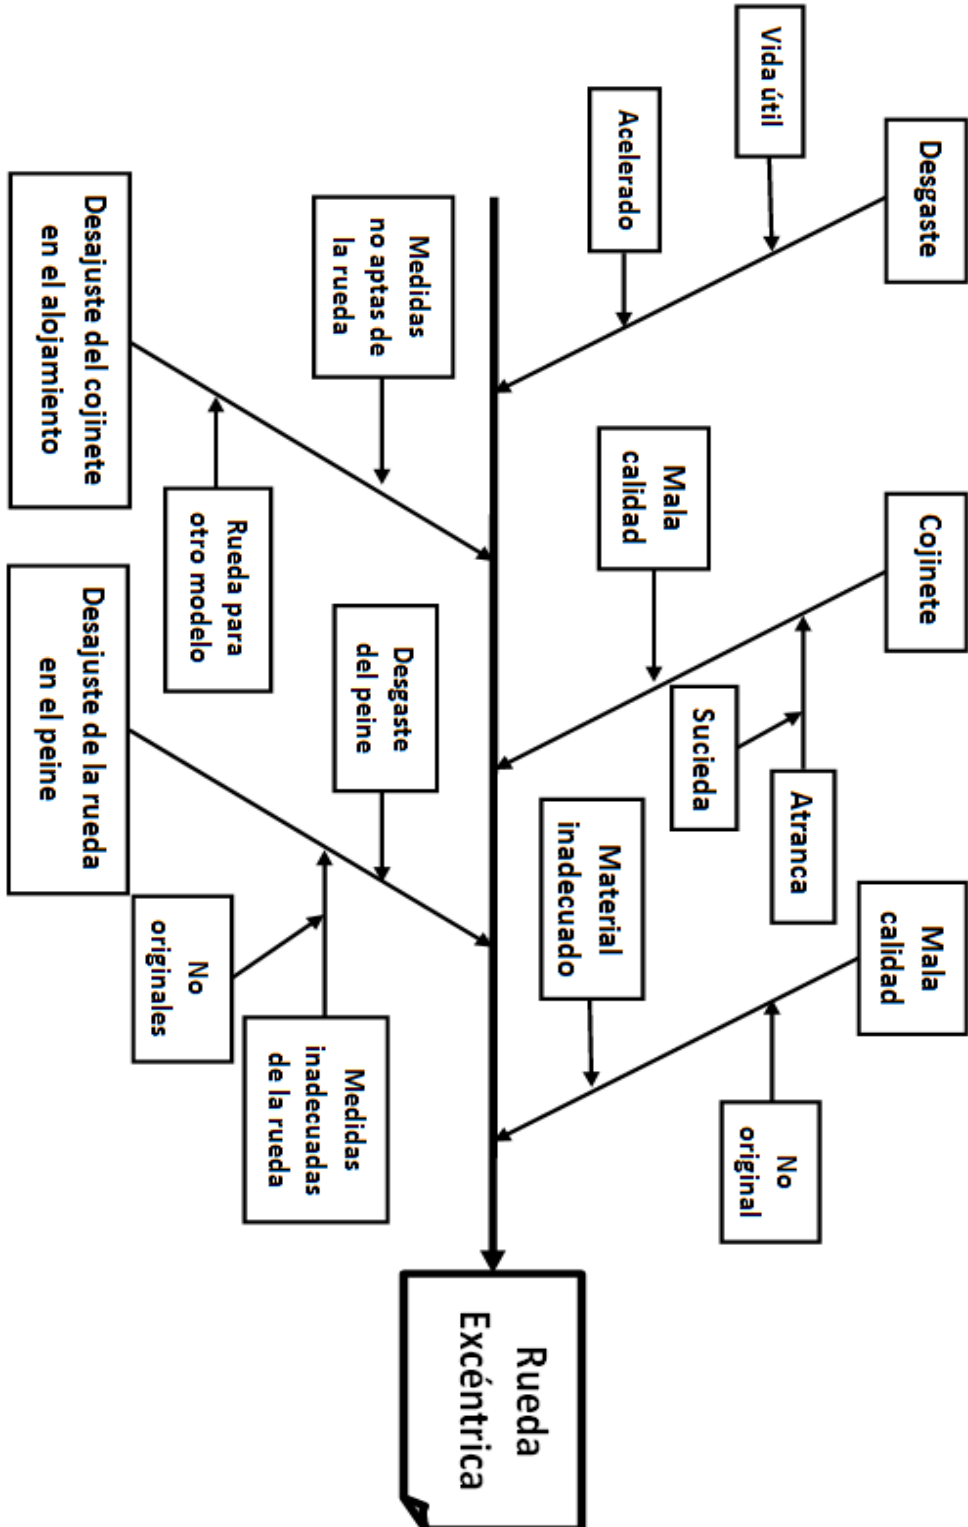 Desgaste
Cojinete
Mala
calidad
Vida útil
Atranca
No
original
Sucieda
Acelerado
Mala
calidad
Material
inadecuado
Rueda
Excéntrica
Medidas
no aptas de
la rueda
Desgaste
del peine
Medidas
inadecuadas
de la rueda
Rueda para
otro modelo
No
originales
Desajuste del cojinete
en el alojamiento
Desajuste de la rueda
en el peine